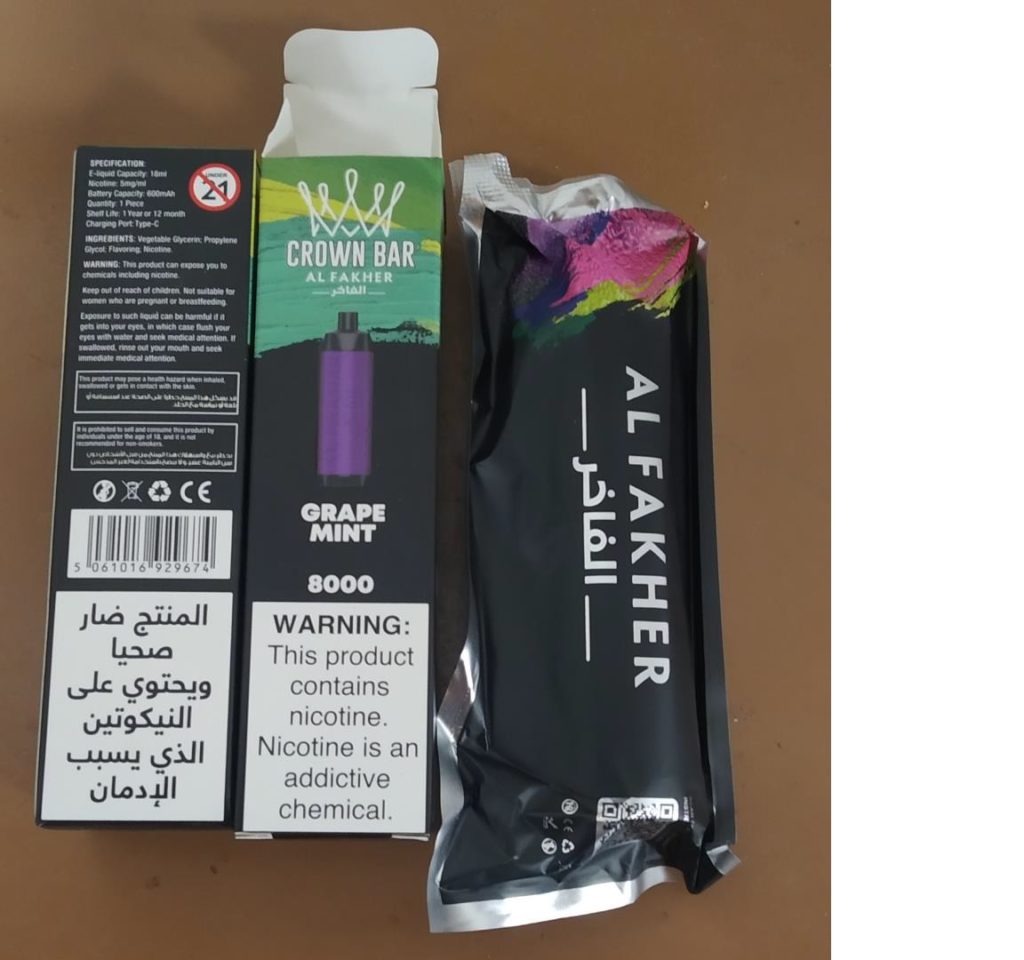 SPECIFICATION:
E-liquid Capacity: 16ml
Nicotine: 5mg/ml
Battery Capacity: 600mAh
Quantity: 1 Piece
Shelf Life: 1 Year or 12 month
Charging Port: Type-C
UNDER
21
INGREDIENTS: Vegetable Glycerin; Propylene
Glycol, Flavoring, Nicotine.
WARNING: This product can expose you to
chemicals including nicotine.
Keep out of reach of children. Not suitable for
women who are pregnant or breastfeeding.
Exposure to such liquid can be harmful if it
gets into your eyes, in which case flush your
eyes with water and seek medical attention. If
swallowed, rinse out your mouth and seek
immediate medical attention.
This product may pose a health hazard when inhaled,
swallowed or gets in contact with the skin.
It is prohibited to sell and consume this product by
individuals under the age of 18, and it is not
recommended for non-smokers.
CE
5 061016 929674
المنتج ضار
صحيا
ويحتوي على
النيكوتين
الذي يسبب
الإدمان
CROWN BAR
AL FAKHER
الفاخر
GRAPE
MINT
8000
WARNING:
This product
contains
nicotine.
Nicotine is an
addictive
chemical.
AL FAKHER
الفاخر